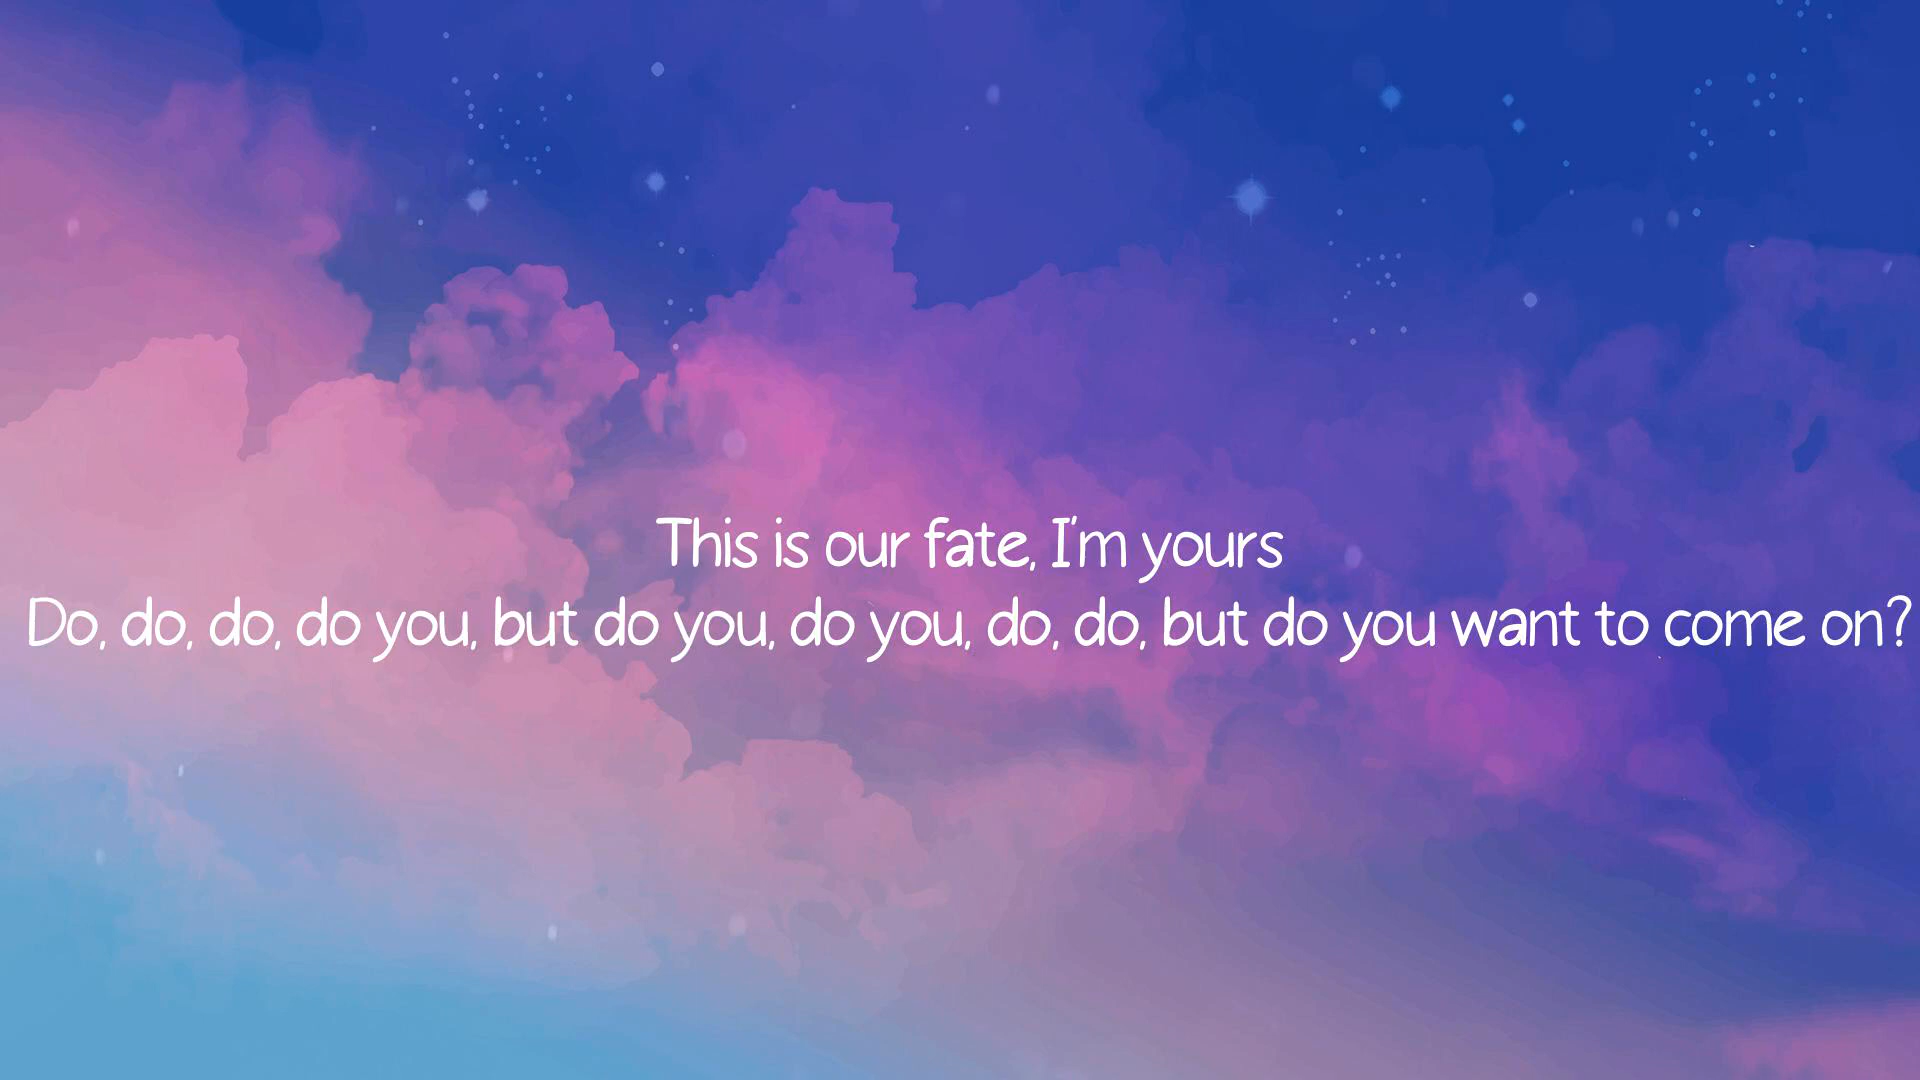 This is our fate, I'm yours
Do, do, do, do you, but do you, do you, do, do, but do you want to come on?